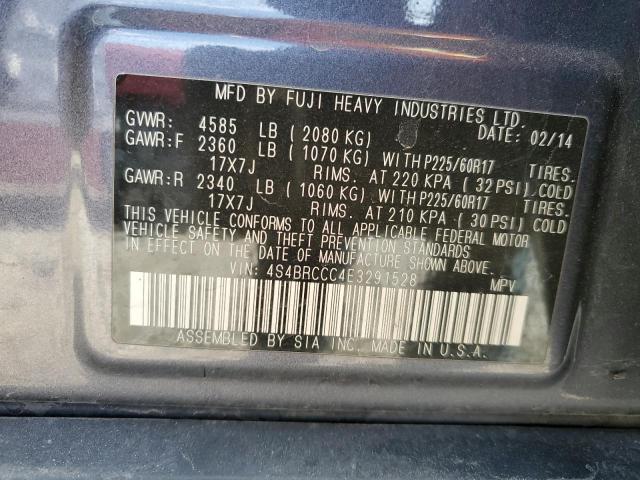 MFD BY FUJI HEAVY INDUSTRIES LTD.
GVWR: 4585 LB ( 2080 KG) DATE: 02/14
GAWR:F 2360 LB ( 1070 KG) WITH P225/60R17 TIRES.
17X7J RIMS. AT 220 KPA ( 32 PSI) COLD
GAWR:R 2340 LB ( 1060 KG) WITH P225/60R17 TIRES.
17X7J RIMS. AT 210 KPA ( 30 PSI) COLD
THIS VEHICLE CONFORMS TO ALL APPLICABLE FEDERAL MOTOR
VEHICLE SAFETY AND THEFT PREVENTION STANDARDS
IN EFFECT ON THE DATE OF MANUFACTURE SHOWN ABOVE.
VIN: 4S4BRCCC4E3291528 MPV
ASSEMBLED BY SIA INC. MADE IN U.S.A.